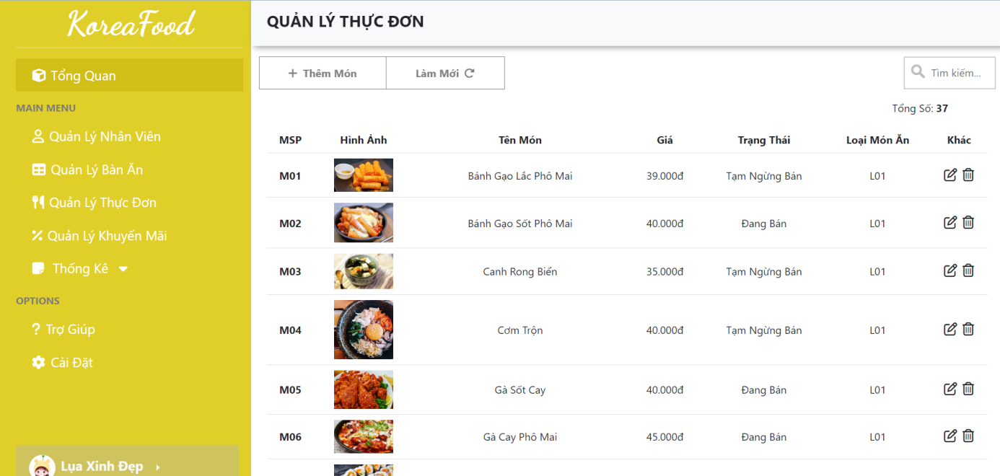 KoreaFood
Tổng Quan
MAIN MENU
Quản Lý Nhân Viên
Quản Lý Bàn Ăn
Quản Lý Thực Đơn
Quản Lý Khuyến Mãi
Thống Kê
OPTIONS
Trợ Giúp
Cài Đặt
Lụa Xinh Đẹp
QUẢN LÝ THỰC ĐƠN
+ Thêm Món Làm Mới
Tìm kiếm...
Tổng Số: 37
MSP Hình Ảnh Tên Món Giá Trạng Thái Loại Món Ăn Khác
M01 Bánh Gạo Lắc Phô Mai 39.000đ Tạm Ngừng Bán L01
M02 Bánh Gạo Sốt Phô Mai 40.000đ Đang Bán L01
M03 Canh Rong Biển 35.000đ Tạm Ngừng Bán L01
M04 Cơm Trộn 40.000đ Tạm Ngừng Bán L01
M05 Gà Sốt Cay 40.000đ Đang Bán L01
M06 Gà Cay Phô Mai 45.000đ Đang Bán L01